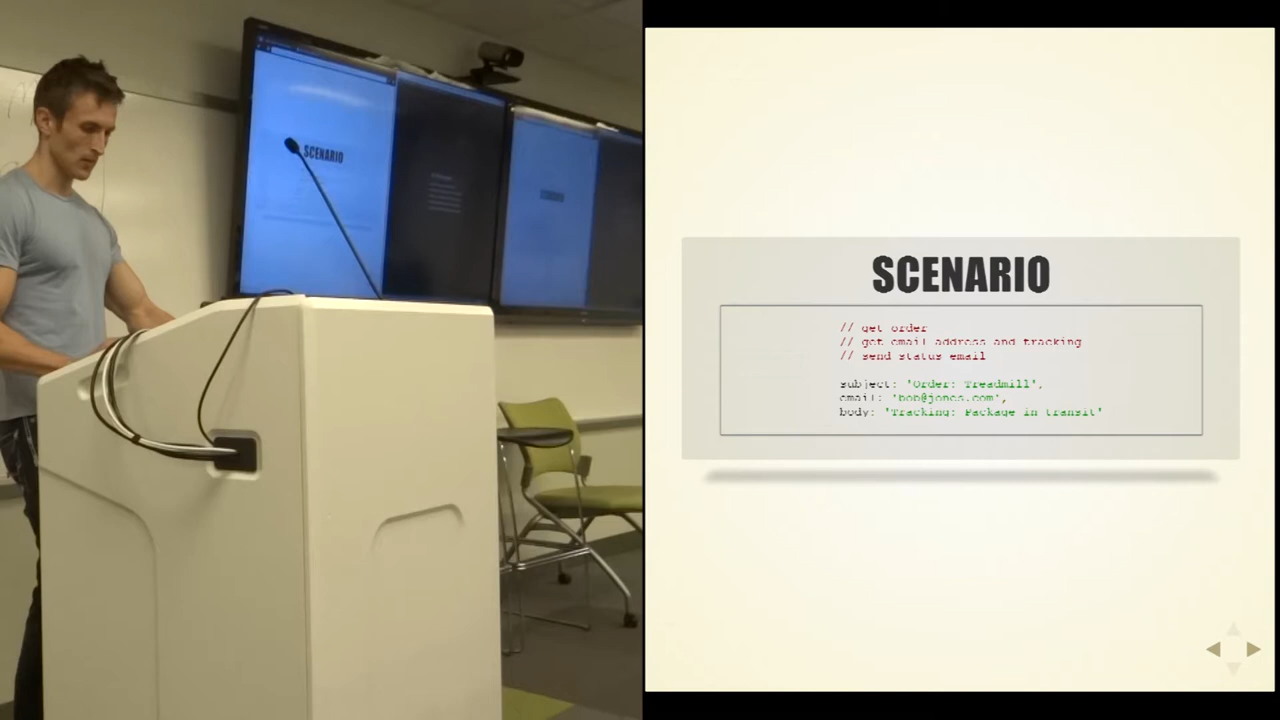 SCENARIO
SCENARIO
// get order
// get email address and tracking
// send status email
subject: 'Order: Treadmill',
email: 'bob@jones.com',
body: 'Tracking: Package in transit'